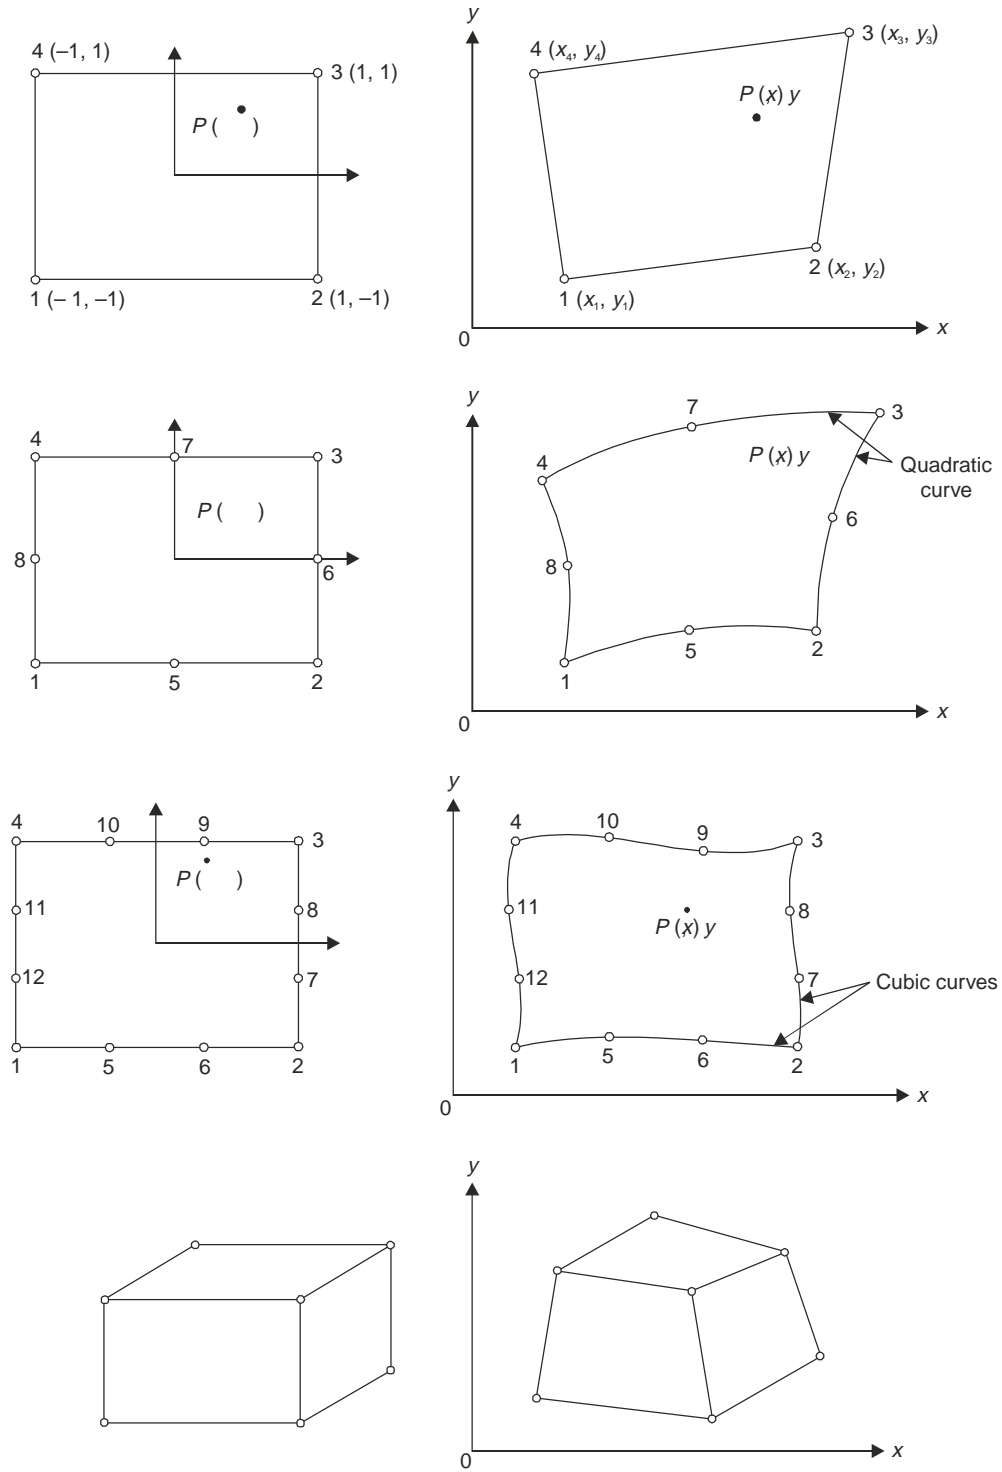 y
4 (–1, 1)
3 (1, 1)
P ( )
1 (– 1, –1)
2 (1, –1)
4 (x₄, y₄)
3 (x₃, y₃)
P (x) y
2 (x₂, y₂)
1 (x₁, y₁)
0
x
4
7
3
P ( )
8
6
1
5
2
y
7
3
4
P (x) y
Quadratic
curve
6
8
5
2
1
0
x
4
10
9
3
P ( )
11
8
12
7
1
5
6
2
y
4
10
9
3
11
8
P (x) y
12
7
Cubic curves
1
5
6
2
0
x
y
0
x